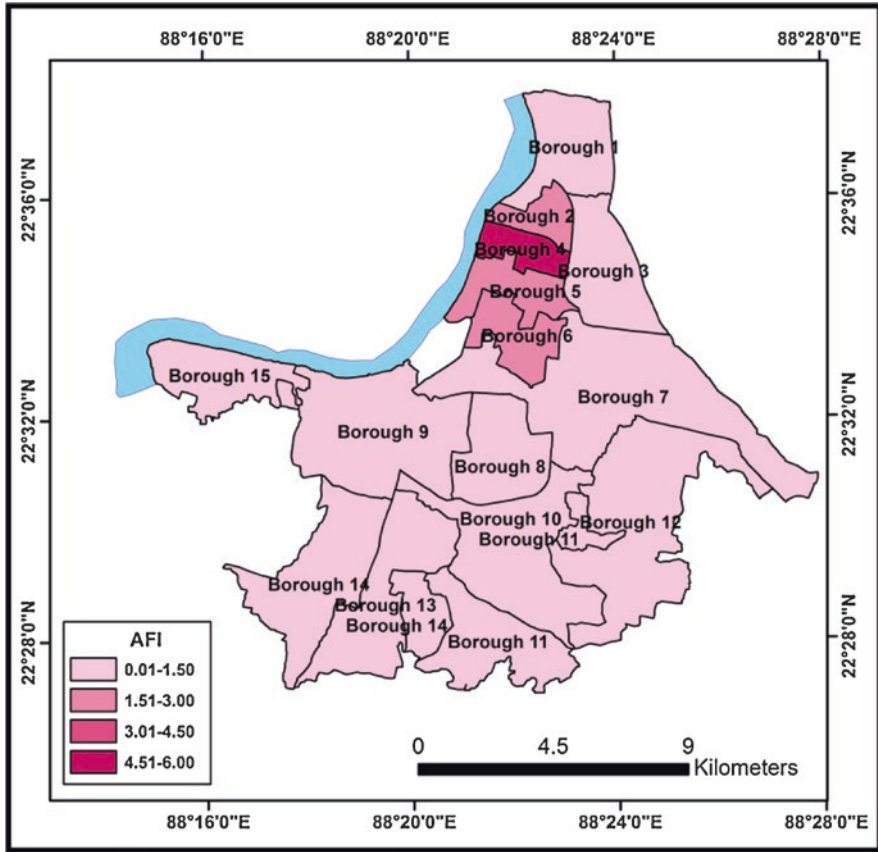 88°16'0"E 88°20'0"E 88°24'0"E 88°28'0"E
22°36'0"N
22°36'0"N
Borough 1
Borough 2
Borough 4
Borough 3
Borough 5
Borough 6
Borough 15
Borough 7
22°32'0"N
22°32'0"N
Borough 9
Borough 8
Borough 10
Borough 12
Borough 11
Borough 14
Borough 13
Borough 14
Borough 11
22°28'0"N
22°28'0"N
AFI
0.01-1.50
1.51-3.00
3.01-4.50
4.51-6.00
0 4.5 9
Kilometers
88°16'0"E 88°20'0"E 88°24'0"E 88°28'0"E